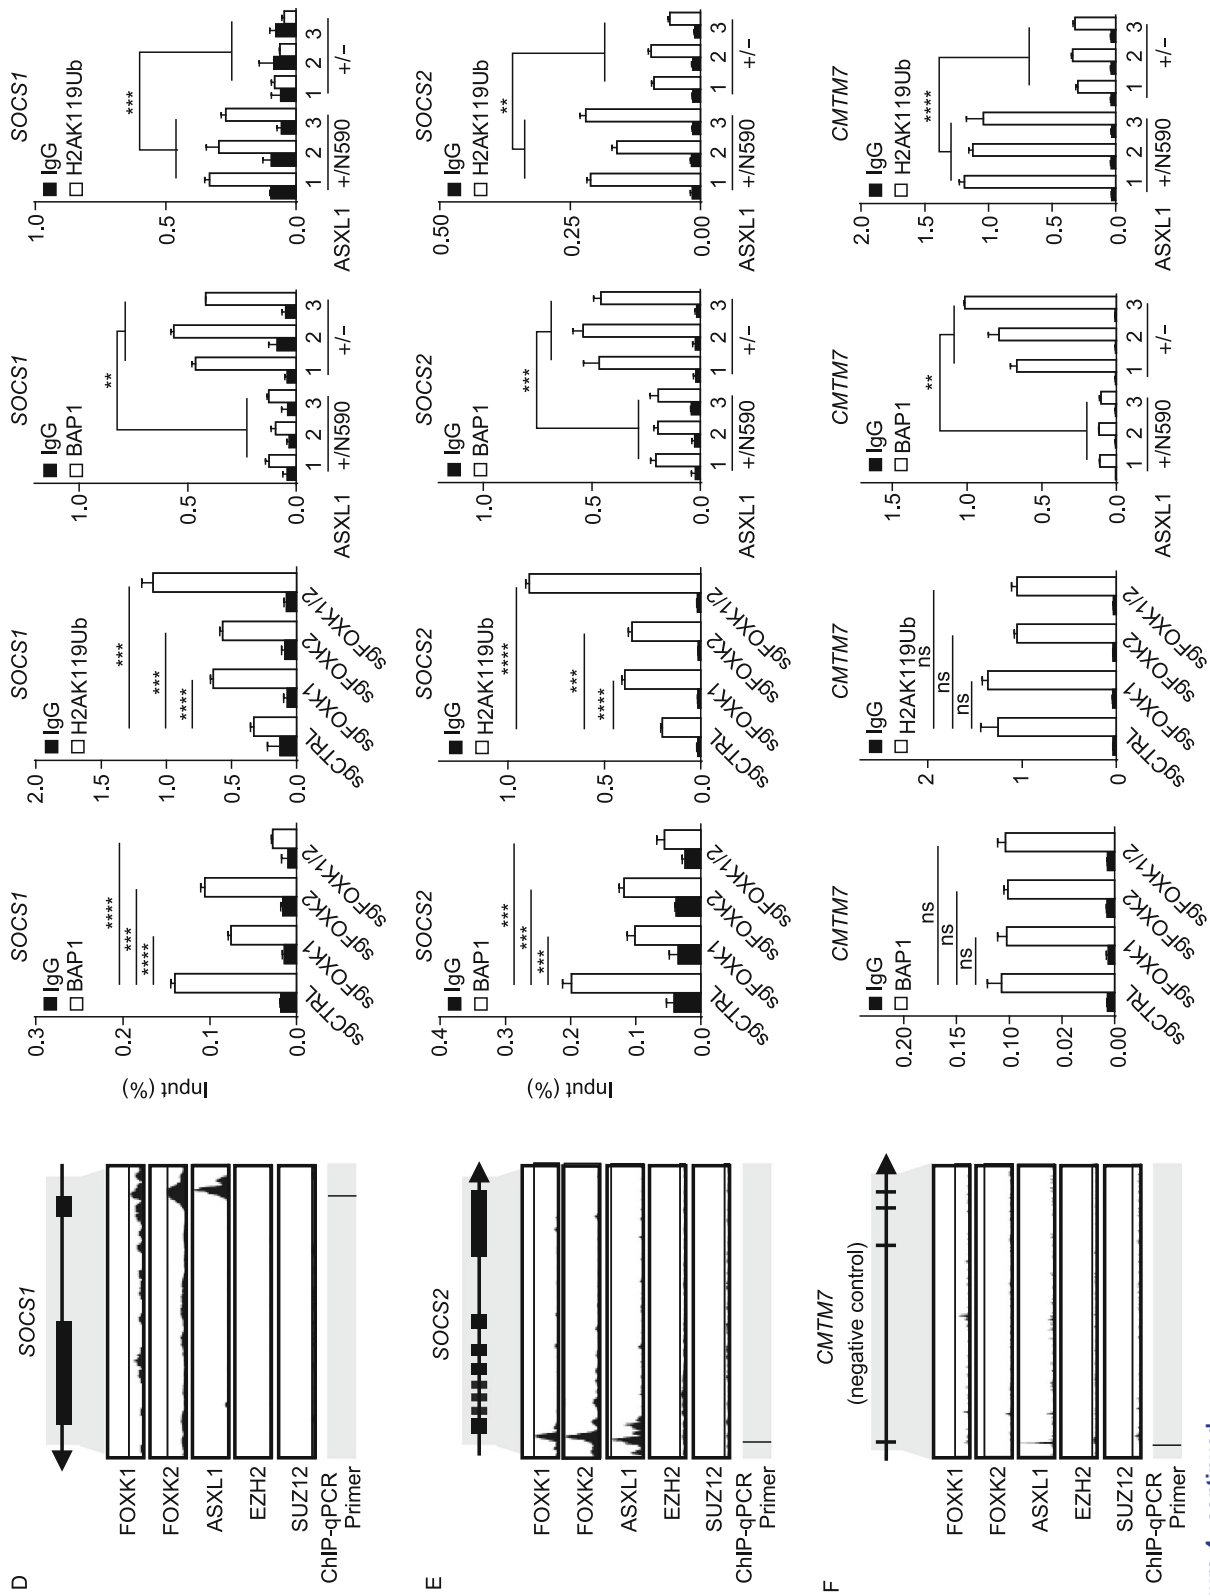 D
SOCS1
FOXK1
FOXK2
ASXL1
EZH2
SUZ12
ChIP-qPCR
Primer
SOCS1
IgG
BAP1
Input (%)
0.3
0.2
0.1
0.0
****
***
****
sgCTRL
sgFOXK1
sgFOXK2
sgFOXK1/2
SOCS1
IgG
H2AK119Ub
2.0
1.5
1.0
0.5
0.0
***
***
****
sgCTRL
sgFOXK1
sgFOXK2
sgFOXK1/2
SOCS1
IgG
BAP1
1.0
0.5
0.0
**
1 2 3 1 2 3
ASXL1 +/N590 +/−
SOCS1
IgG
H2AK119Ub
1.0
0.5
0.0
***
1 2 3 1 2 3
ASXL1 +/N590 +/−
E
SOCS2
FOXK1
FOXK2
ASXL1
EZH2
SUZ12
ChIP-qPCR
Primer
SOCS2
IgG
BAP1
Input (%)
0.4
0.3
0.2
0.1
0.0
***
***
***
sgCTRL
sgFOXK1
sgFOXK2
sgFOXK1/2
SOCS2
IgG
H2AK119Ub
1.0
0.5
0.0
****
***
****
sgCTRL
sgFOXK1
sgFOXK2
sgFOXK1/2
SOCS2
IgG
BAP1
1.0
0.5
0.0
***
1 2 3 1 2 3
ASXL1 +/N590 +/−
SOCS2
IgG
H2AK119Ub
0.50
0.25
0.00
**
1 2 3 1 2 3
ASXL1 +/N590 +/−
F
CMTM7
(negative control)
FOXK1
FOXK2
ASXL1
EZH2
SUZ12
ChIP-qPCR
Primer
CMTM7
IgG
BAP1
0.20
0.15
0.10
0.02
0.00
ns
ns
ns
sgCTRL
sgFOXK1
sgFOXK2
sgFOXK1/2
CMTM7
IgG
H2AK119Ub
2
1
0
ns
ns
ns
sgCTRL
sgFOXK1
sgFOXK2
sgFOXK1/2
CMTM7
IgG
BAP1
1.5
1.0
0.5
0.0
**
1 2 3 1 2 3
ASXL1 +/N590 +/−
CMTM7
IgG
H2AK119Ub
2.0
1.5
1.0
0.5
0.0
****
1 2 3 1 2 3
ASXL1 +/N590 +/−